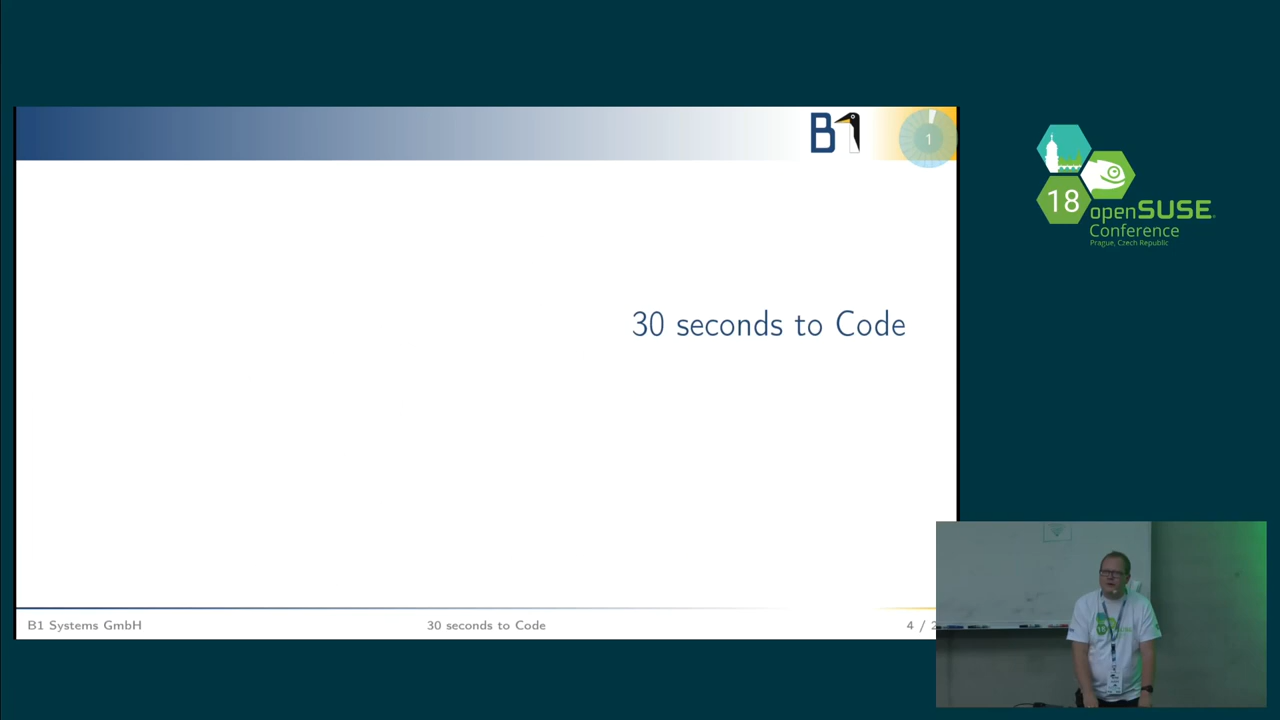 B1
1
30 seconds to Code
B1 Systems GmbH
30 seconds to Code
4 /
18
openSUSE
Conference
Prague, Czech Republic